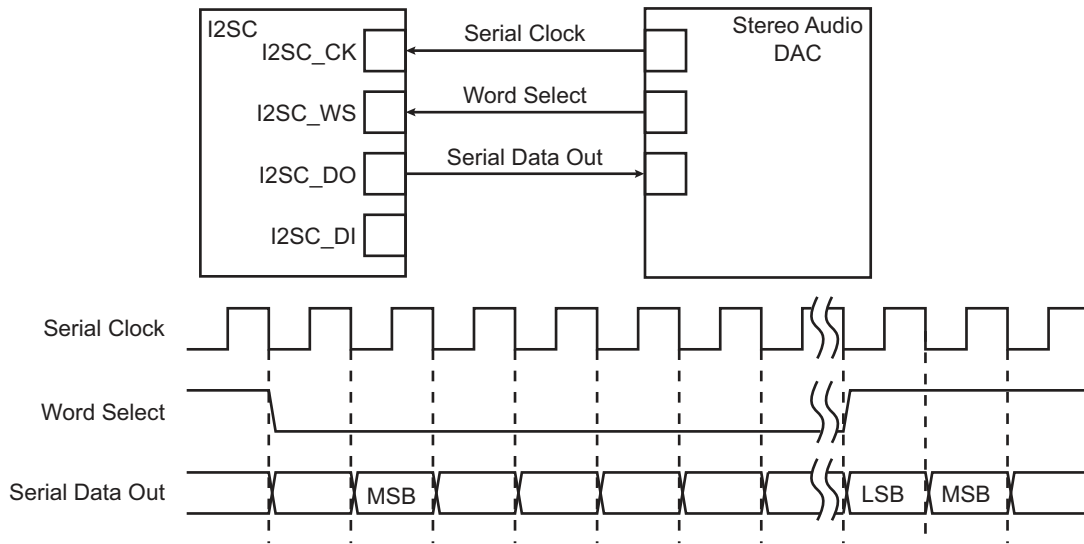 I2SC
I2SC_CK
Serial Clock
Stereo Audio
DAC
I2SC_WS
Word Select
I2SC_DO
Serial Data Out
I2SC_DI
Serial Clock
Word Select
Serial Data Out
MSB
LSB
MSB